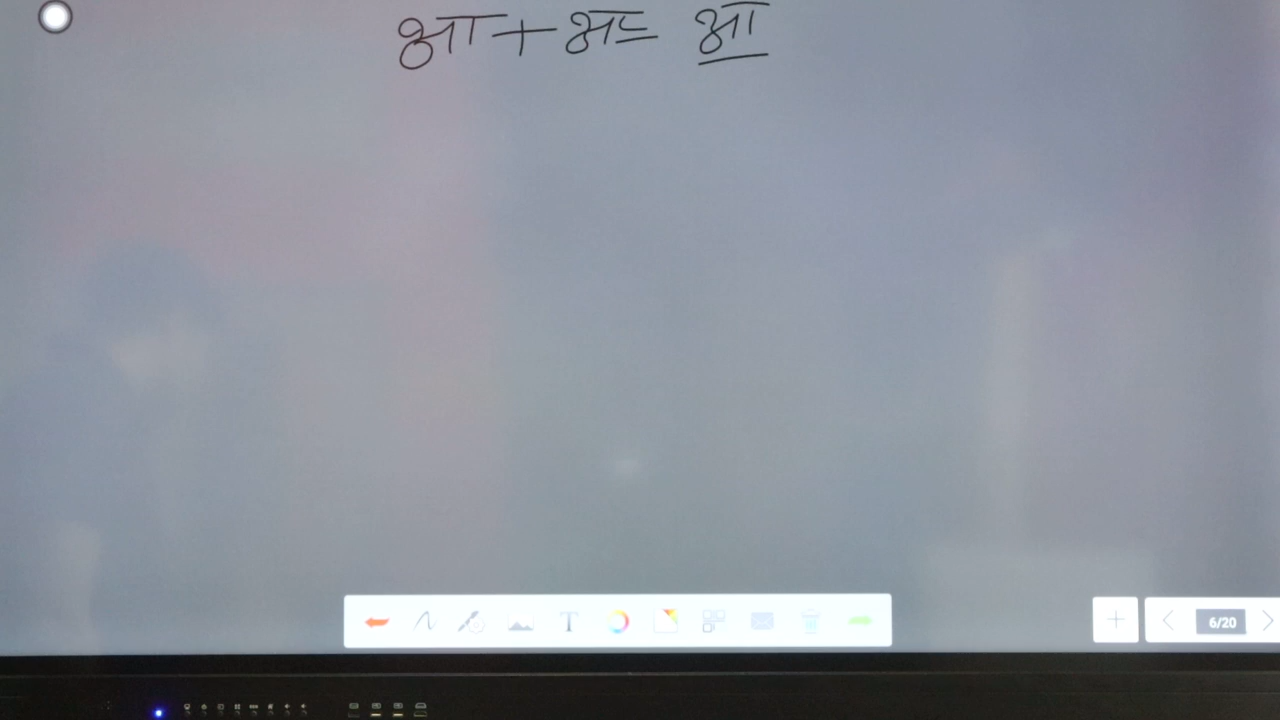 आ + अ = आ
T
6/20